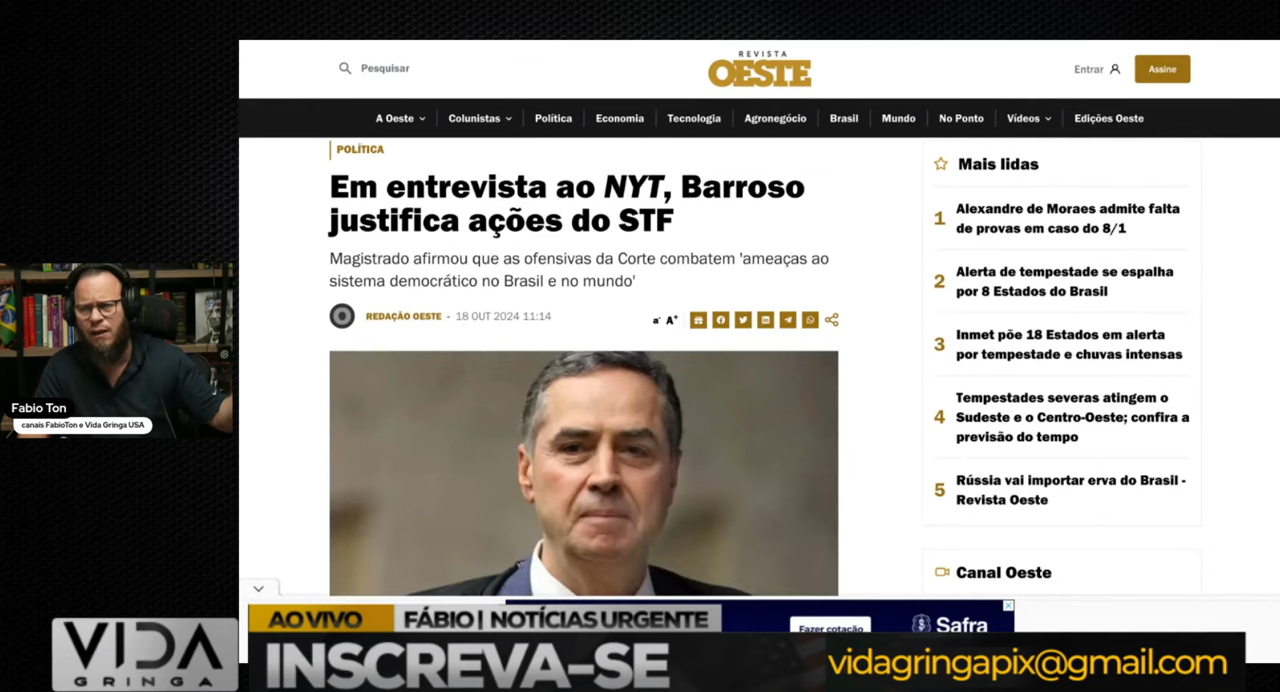 Pesquisar
REVISTA
OESTE
Entrar
Assine
A Oeste
Colunistas
Política
Economia
Tecnologia
Agronegócio
Brasil
Mundo
No Ponto
Vídeos
Edições Oeste
POLÍTICA
Em entrevista ao NYT, Barroso
justifica ações do STF
Magistrado afirmou que as ofensivas da Corte combatem 'ameaças ao
sistema democrático no Brasil e no mundo'
REDAÇÃO OESTE - 18 OUT 2024 11:14
a- A+
Mais lidas
1
Alexandre de Moraes admite falta
de provas em caso do 8/1
2
Alerta de tempestade se espalha
por 8 Estados do Brasil
3
Inmet põe 18 Estados em alerta
por tempestade e chuvas intensas
4
Tempestades severas atingem o
Sudeste e o Centro-Oeste; confira a
previsão do tempo
5
Rússia vai importar erva do Brasil -
Revista Oeste
Canal Oeste
Fabio Ton
canais FabioTon e Vida Gringa USA
AO VIVO
FÁBIO | NOTÍCIAS URGENTE
Fazer cotação
Safra
VIDA
GRINGA
INSCREVA-SE
vidagringapix@gmail.com